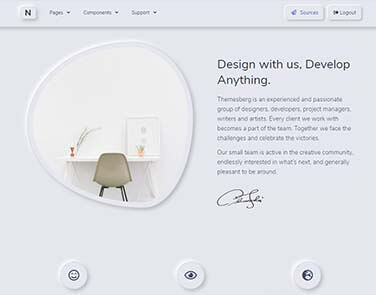 N Pages Components Support Sources Logout
Design with us, Develop
Anything.
Themesberg is an experienced and passionate
group of designers, developers, project managers,
writers and artists. Every client we work with
becomes a part of the team. Together we face the
challenges and celebrate the victories.
Our small team is active in the creative community,
endlessly interested in what's next, and generally
pleasant to be around.